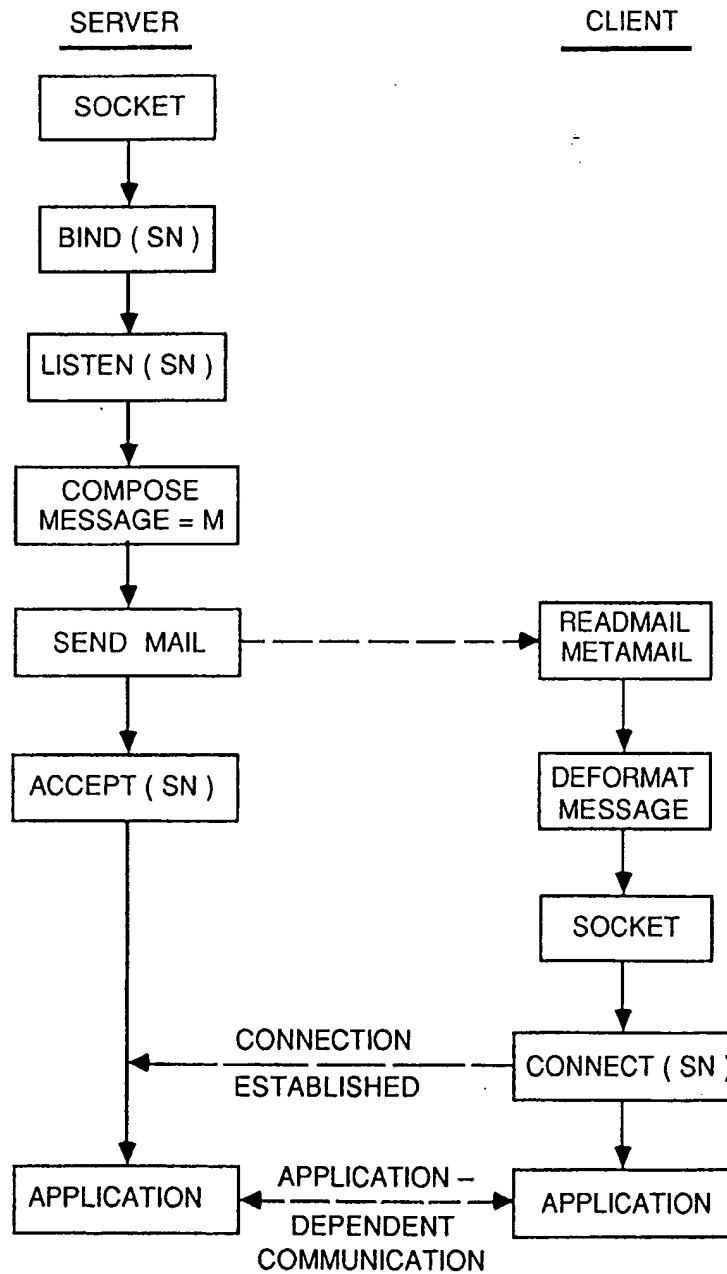 SERVER
CLIENT
SOCKET
BIND ( SN )
LISTEN ( SN )
COMPOSE
MESSAGE = M
SEND MAIL
READMAIL
METAMAIL
ACCEPT ( SN )
DEFORMAT
MESSAGE
SOCKET
CONNECTION
ESTABLISHED
CONNECT ( SN )
APPLICATION
APPLICATION –
DEPENDENT
COMMUNICATION
APPLICATION